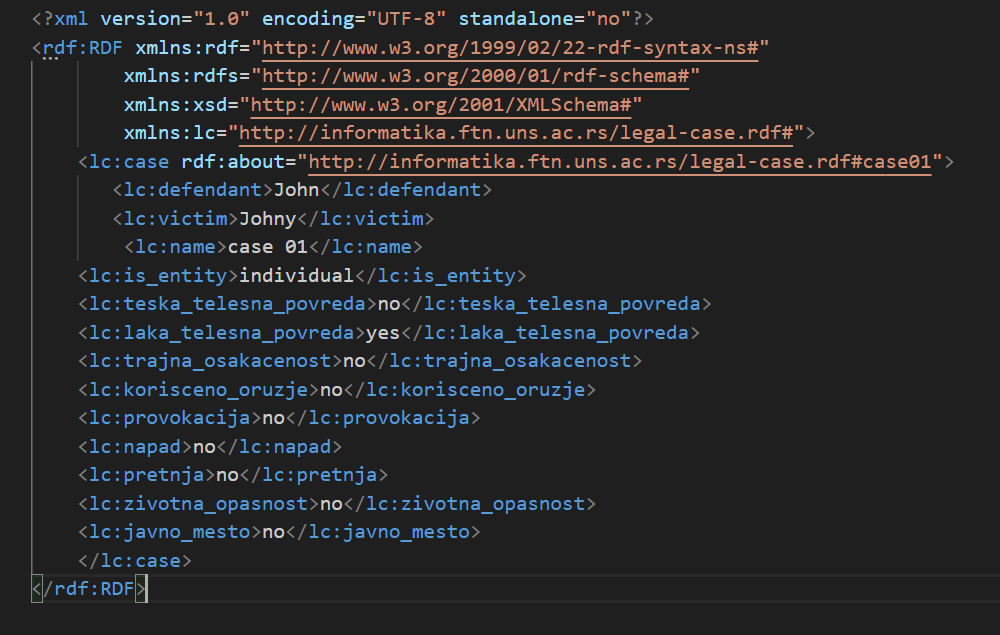 <?xml version="1.0" encoding="UTF-8" standalone="no"?>
<rdf:RDF xmlns:rdf="http://www.w3.org/1999/02/22-rdf-syntax-ns#"
xmlns:rdfs="http://www.w3.org/2000/01/rdf-schema#"
xmlns:xsd="http://www.w3.org/2001/XMLSchema#"
xmlns:lc="http://informatika.ftn.uns.ac.rs/legal-case.rdf#">
<lc:case rdf:about="http://informatika.ftn.uns.ac.rs/legal-case.rdf#case01">
<lc:defendant>John</lc:defendant>
<lc:victim>Johny</lc:victim>
<lc:name>case 01</lc:name>
<lc:is_entity>individual</lc:is_entity>
<lc:teska_telesna_povreda>no</lc:teska_telesna_povreda>
<lc:laka_telesna_povreda>yes</lc:laka_telesna_povreda>
<lc:trajna_osakacenost>no</lc:trajna_osakacenost>
<lc:korisceno_oruzje>no</lc:korisceno_oruzje>
<lc:provokacija>no</lc:provokacija>
<lc:napad>no</lc:napad>
<lc:pretnja>no</lc:pretnja>
<lc:zivotna_opasnost>no</lc:zivotna_opasnost>
<lc:javno_mesto>no</lc:javno_mesto>
</lc:case>
</rdf:RDF>